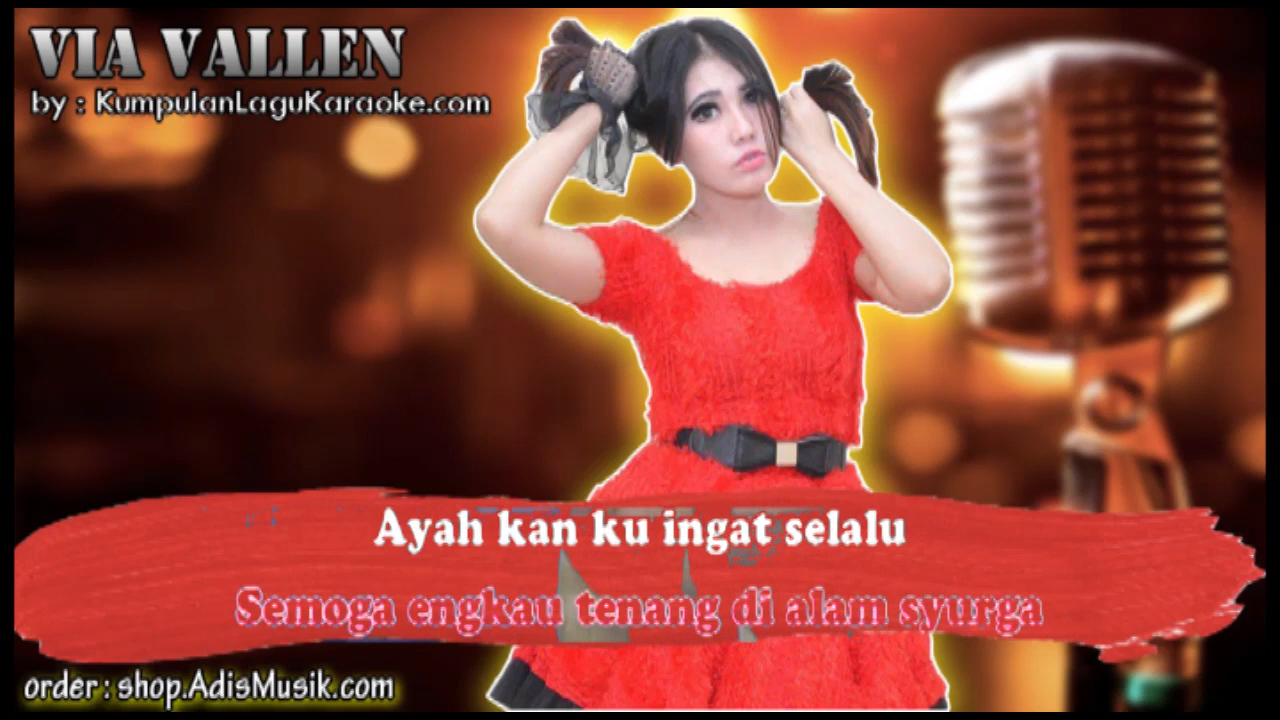 VIA VALLEN
by : KumpulanLaguKaraoke.com
Ayah kan ku ingat selalu
Semoga engkau tenang di alam syurga
order : shop.AdisMusik.com